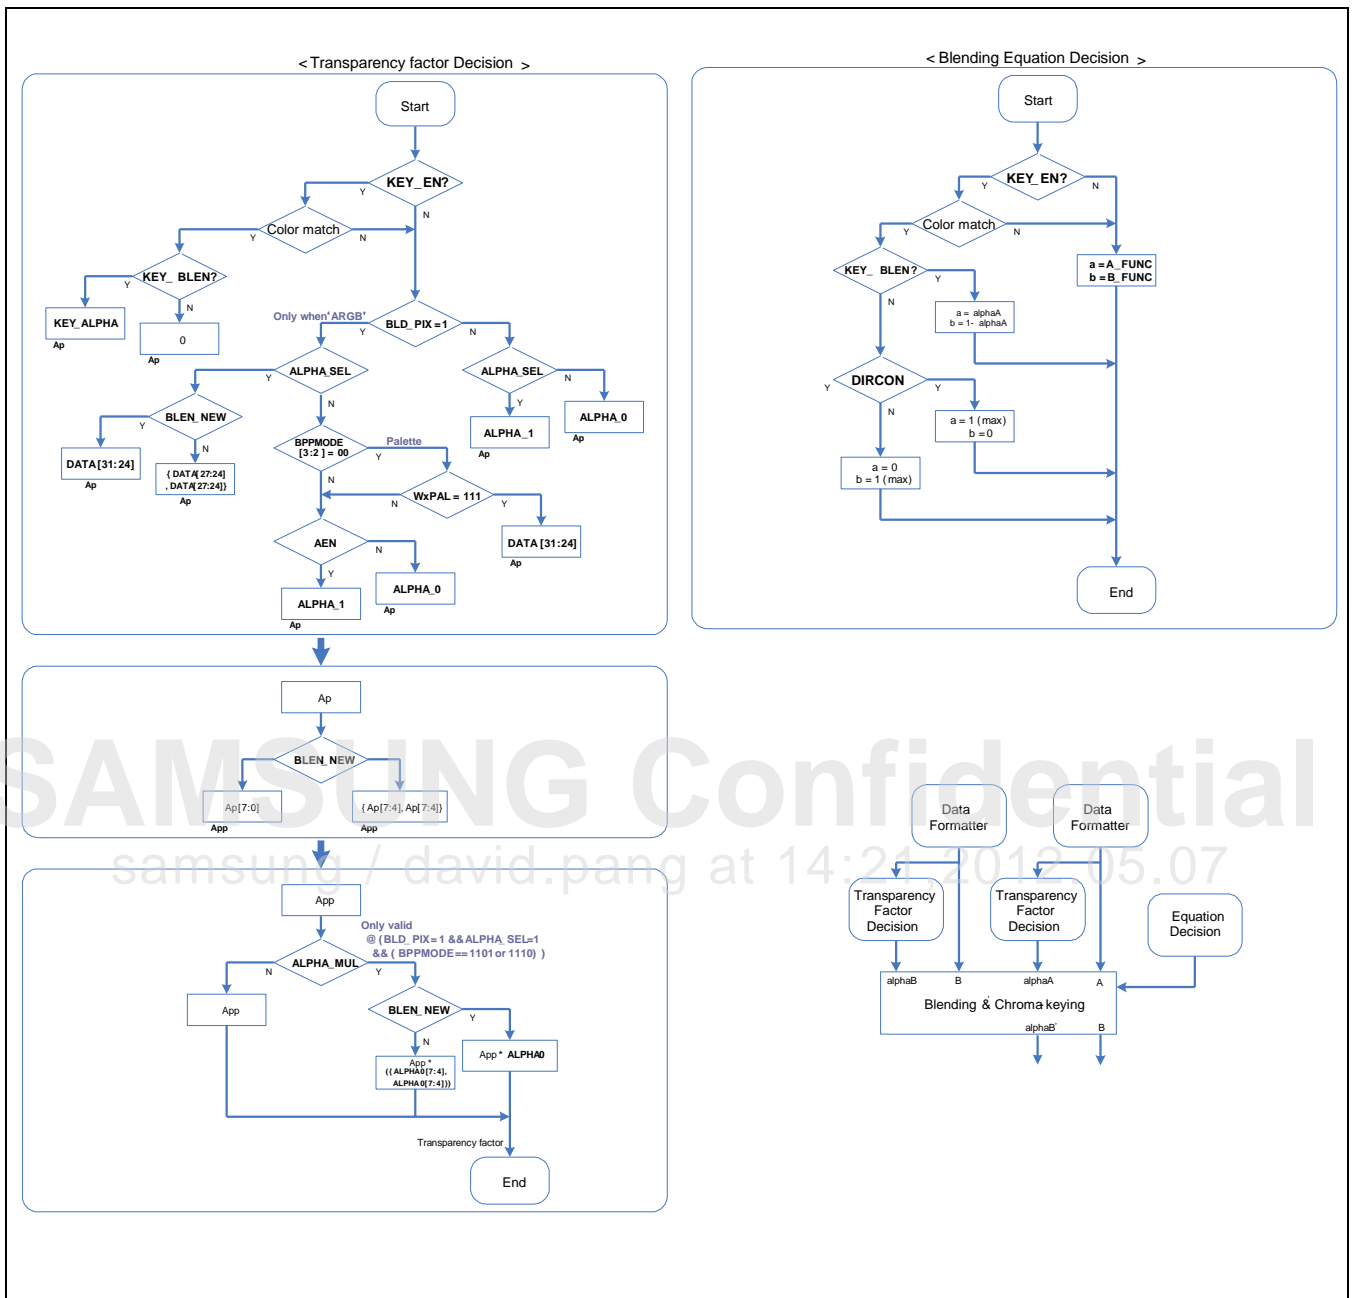 < Transparency factor Decision >
Start
KEY_EN?
Y
N
Color match
Y
N
KEY_BLEN?
Y
N
KEY_ALPHA
Ap
0
Ap
Only when'ARGB'
BLD_PIX=1
Y
N
ALPHA_SEL
Y
N
ALPHA_SEL
N
Y
BLEN_NEW
Y
N
ALPHA_1
Ap
ALPHA_0
Ap
DATA[31:24]
Ap
{ DATA[27:24]
, DATA[27:24]}
Ap
BPPMODE
[3:2] = 00
Palette
Y
N
WxPAL = 111
N
Y
DATA[31:24]
Ap
AEN
N
Y
ALPHA_1
Ap
ALPHA_0
Ap
Ap
BLEN_NEW
Ap[7:0]
App
{ Ap[7:4], Ap[7:4]}
App
App
Only valid
@ (BLD_PIX=1 &&ALPHA_SEL=1
&& ( BPPMODE==1101 or 1110) )
ALPHA_MUL
N
Y
App
BLEN_NEW
Y
N
App *
({ALPHA0[7:4],
ALPHA0[7:4]})
App * ALPHA0
Transparency factor
End
< Blending Equation Decision >
Start
KEY_EN?
Y
N
Color match
Y
N
a =A_FUNC
b =B_FUNC
KEY_ BLEN?
Y
N
a = alphaA
b = 1- alphaA
DIRCON
Y
Y
N
a = 1 (max)
b = 0
a = 0
b = 1 (max)
End
Data
Formatter
Data
Formatter
Transparency
Factor
Decision
Transparency
Factor
Decision
Equation
Decision
alphaB
B
alphaA
A
Blending & Chroma-keying
alphaB'
B'
SAMSUNG Confidential
samsung / david.pang at 14:21,2012.05.07